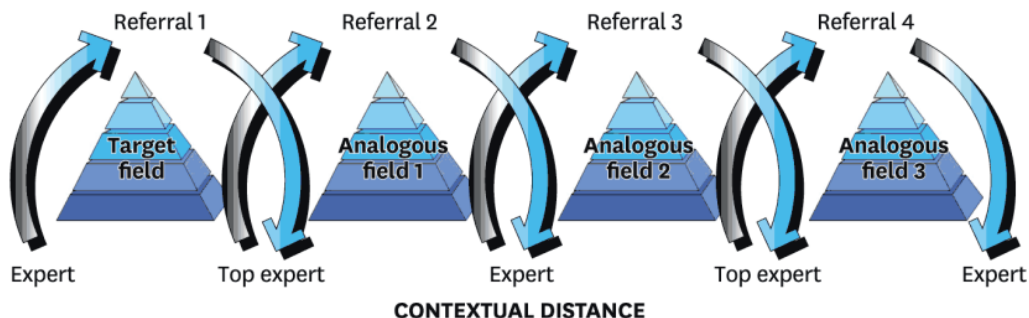 Referral 1
Referral 2
Referral 3
Referral 4
Target
field
Analogous
field 1
Analogous
field 2
Analogous
field 3
Expert
Top expert
Expert
Top expert
Expert
CONTEXTUAL DISTANCE